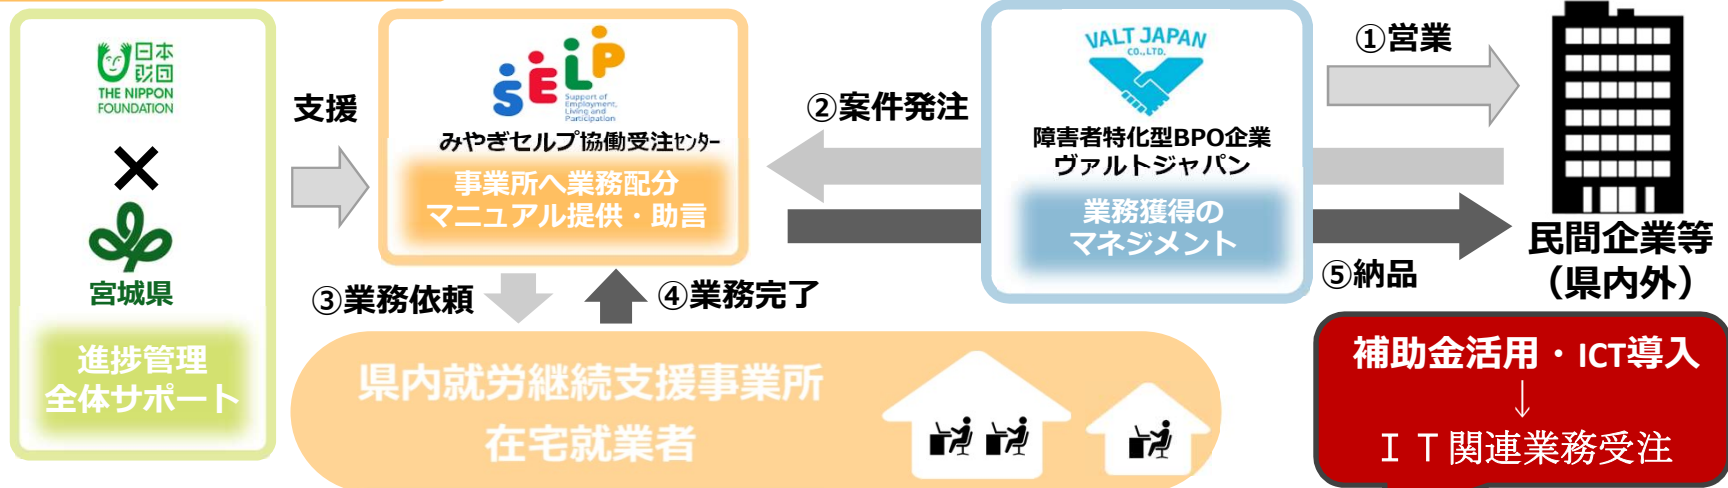 日本
財団
THE NIPPON
FOUNDATION
×
宮城県
進捗管理
全体サポート
支援
SELP
Support of
Employment,
Living and
Participation
みやぎセルプ協働受注センター
事業所へ業務配分
マニュアル提供・助言
②案件発注
VALT JAPAN
CO.,LTD.
障害者特化型BPO企業
ヴァルトジャパン
業務獲得の
マネジメント
①営業
⑤納品
民間企業等
（県内外）
③業務依頼
④業務完了
県内就労継続支援事業所
在宅就業者
補助金活用・ICT導入
↓
ＩＴ関連業務受注